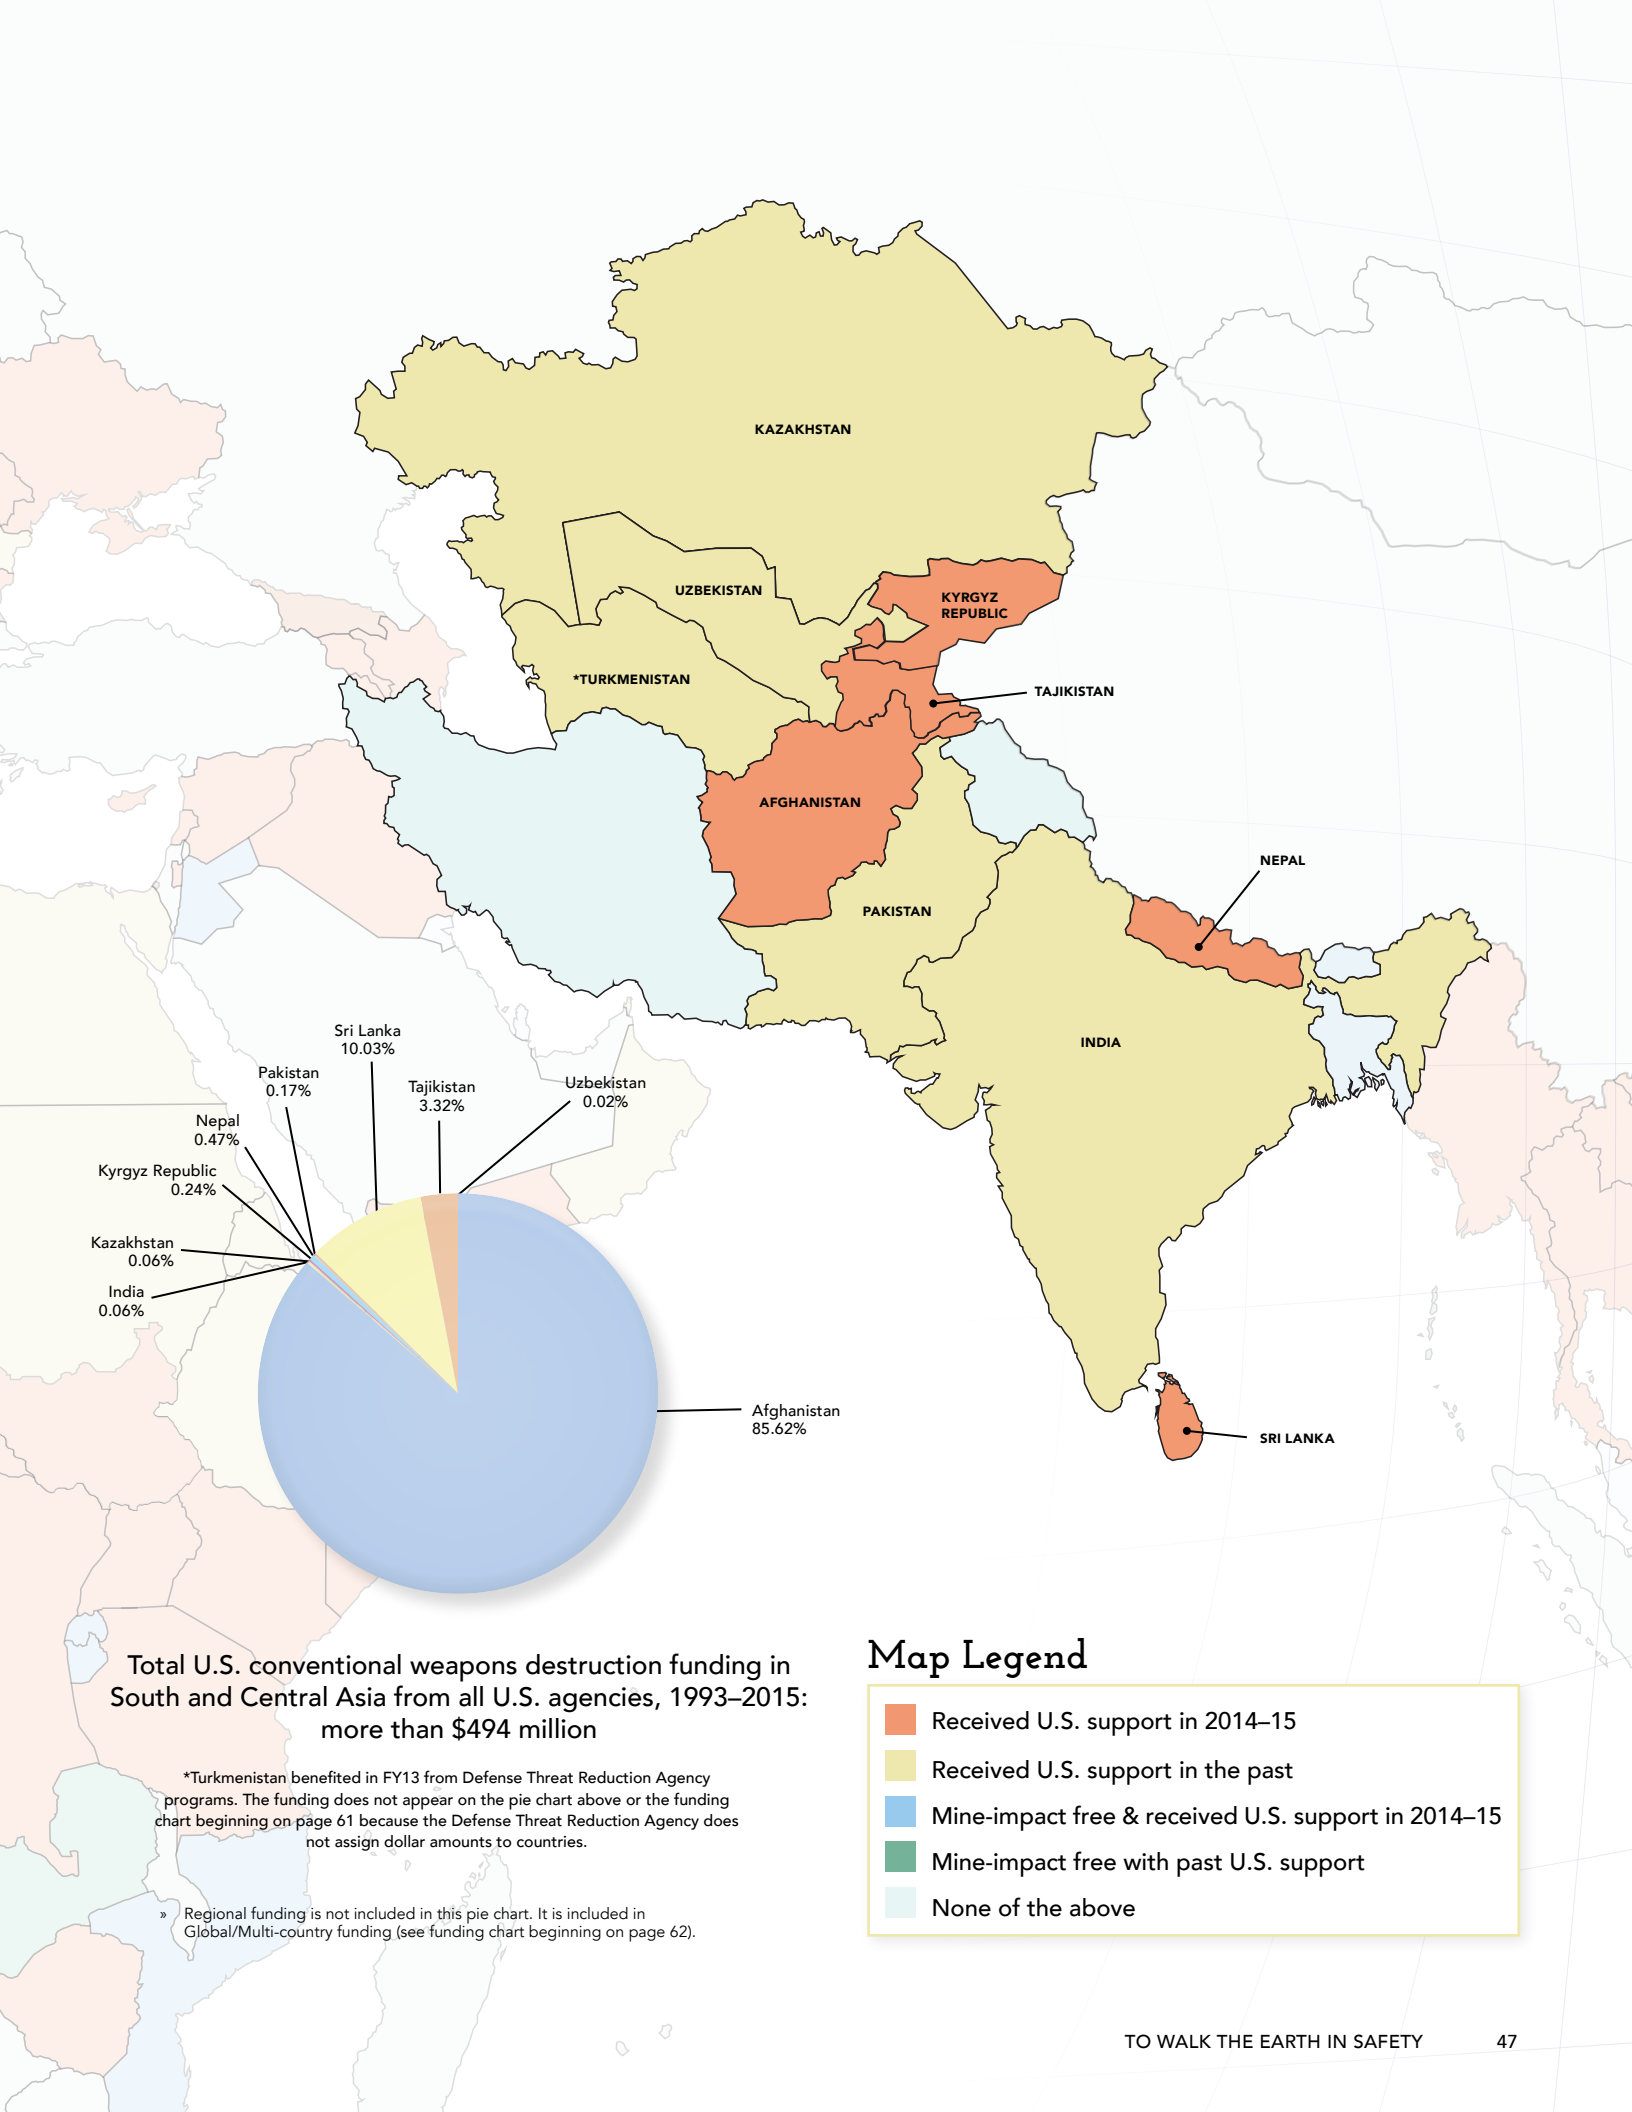 KAZAKHSTAN
UZBEKISTAN
KYRGYZ
REPUBLIC
*TURKMENISTAN
TAJIKISTAN
AFGHANISTAN
NEPAL
PAKISTAN
INDIA
SRI LANKA
Sri Lanka
10.03%
Pakistan
0.17%
Tajikistan
3.32%
Uzbekistan
0.02%
Nepal
0.47%
Kyrgyz Republic
0.24%
Kazakhstan
0.06%
India
0.06%
Afghanistan
85.62%
Total U.S. conventional weapons destruction funding in
South and Central Asia from all U.S. agencies, 1993–2015:
more than $494 million
*Turkmenistan benefited in FY13 from Defense Threat Reduction Agency
programs. The funding does not appear on the pie chart above or the funding
chart beginning on page 61 because the Defense Threat Reduction Agency does
not assign dollar amounts to countries.
» Regional funding is not included in this pie chart. It is included in
Global/Multi-country funding (see funding chart beginning on page 62).
Map Legend
Received U.S. support in 2014–15
Received U.S. support in the past
Mine-impact free & received U.S. support in 2014–15
Mine-impact free with past U.S. support
None of the above
TO WALK THE EARTH IN SAFETY 47